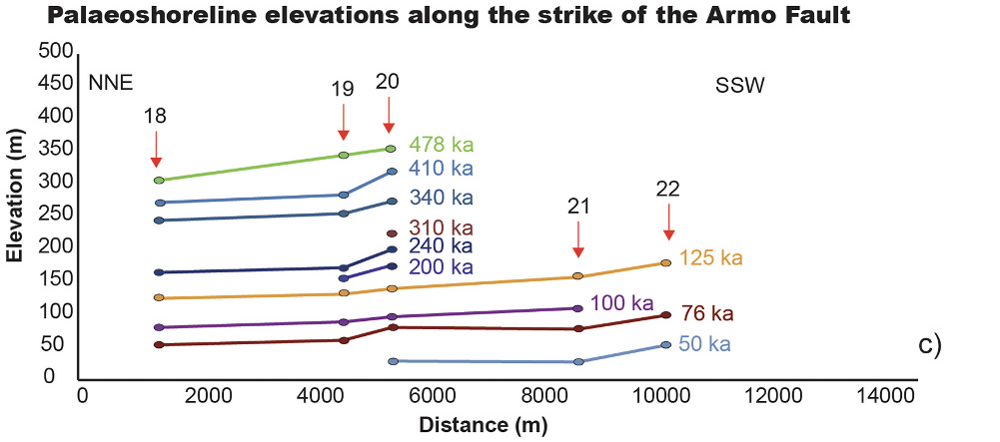 Palaeoshoreline elevations along the strike of the Armo Fault
500
450
400
350
300
250
200
150
100
50
0
Elevation (m)
NNE
SSW
18
19
20
21
22
478 ka
410 ka
340 ka
310 ka
240 ka
200 ka
125 ka
100 ka
76 ka
50 ka
c)
0 2000 4000 6000 8000 10000 12000 14000
Distance (m)